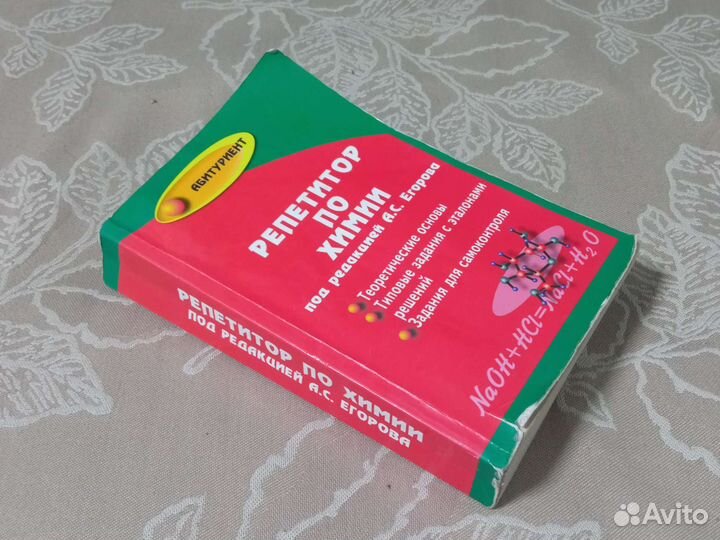 АБИТУРИЕНТ
РЕПЕТИТОР
ПО
ХИМИИ
под редакцией А.С. Егорова
Теоретические основы
Типовые задания с эталонами
решений
Задания для самоконтроля
NaOH+HCl=NaCl+H₂O
РЕПЕТИТОР ПО ХИМИИ
ПОД РЕДАКЦИЕЙ А.С. ЕГОРОВА
Avito